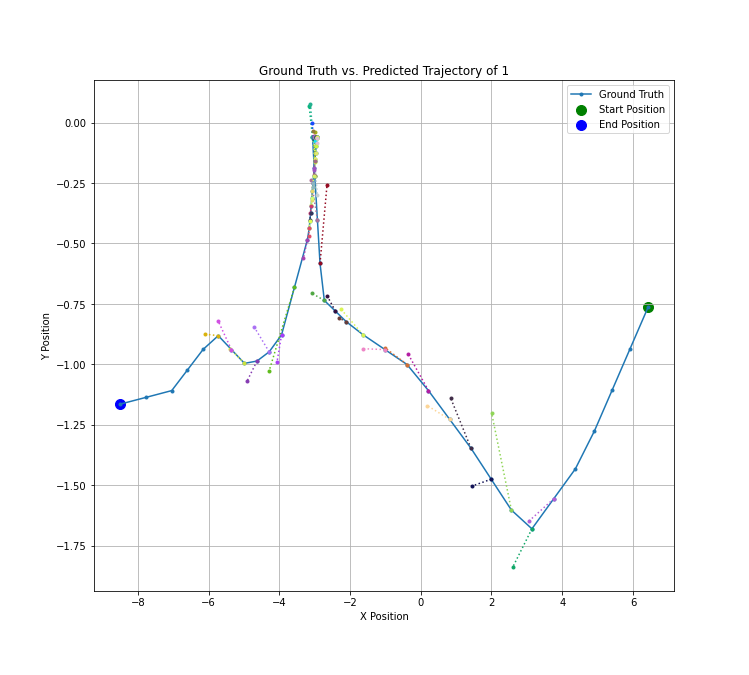 Ground Truth vs. Predicted Trajectory of 1
Ground Truth
Start Position
End Position
0.00
−0.25
−0.50
−0.75
−1.00
−1.25
−1.50
−1.75
Y Position
−8 −6 −4 −2 0 2 4 6
X Position